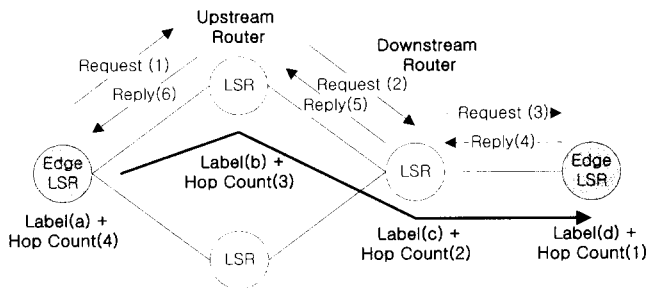 Upstream
Router
Downstream
Router
Request (1)
Reply(6)
LSR
Request (2)
Reply(5)
Request (3)
Reply(4)
Edge
LSR
Label(b) +
Hop Count(3)
LSR
Edge
LSR
Label(a) +
Hop Count(4)
LSR
Label(c) +
Hop Count(2)
Label(d) +
Hop Count(1)